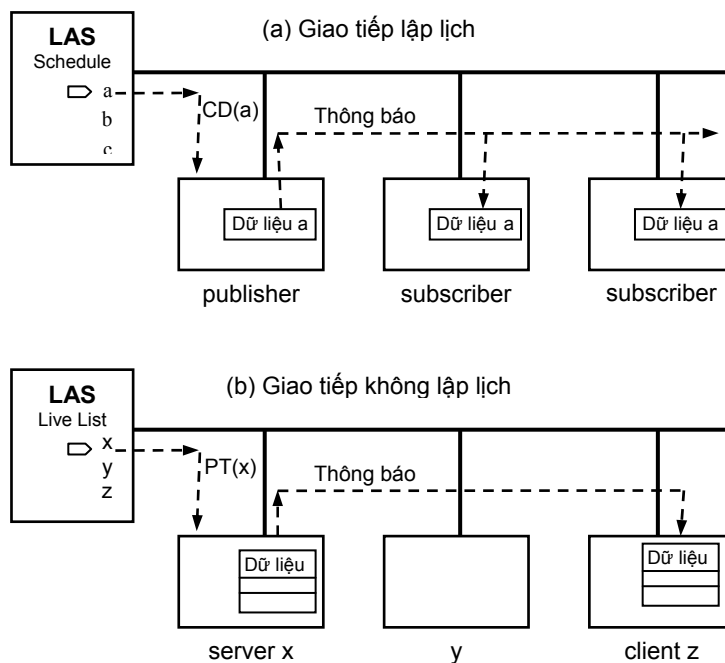 LAS
Schedule
a
b
c
(a) Giao tiếp lập lịch
CD(a)
Thông báo
Dữ liệu a
Dữ liệu a
Dữ liệu a
publisher
subscriber
subscriber
LAS
Live List
x
y
z
(b) Giao tiếp không lập lịch
PT(x)
Thông báo
Dữ liệu
Dữ liệu
server x
y
client z